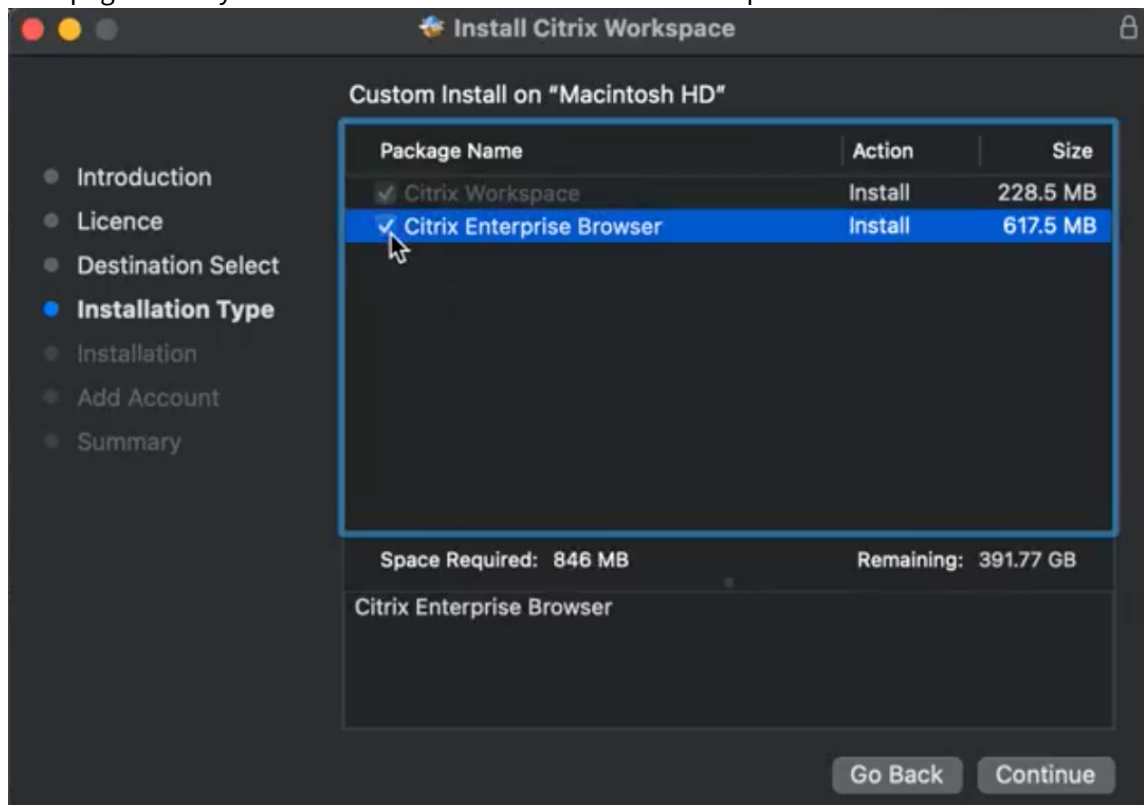 Install Citrix Workspace
Custom Install on "Macintosh HD"
Introduction
Licence
Destination Select
Installation Type
Installation
Add Account
Summary
Package Name Action Size
Citrix Workspace Install 228.5 MB
Citrix Enterprise Browser Install 617.5 MB
Space Required: 846 MB Remaining: 391.77 GB
Citrix Enterprise Browser
Go Back Continue